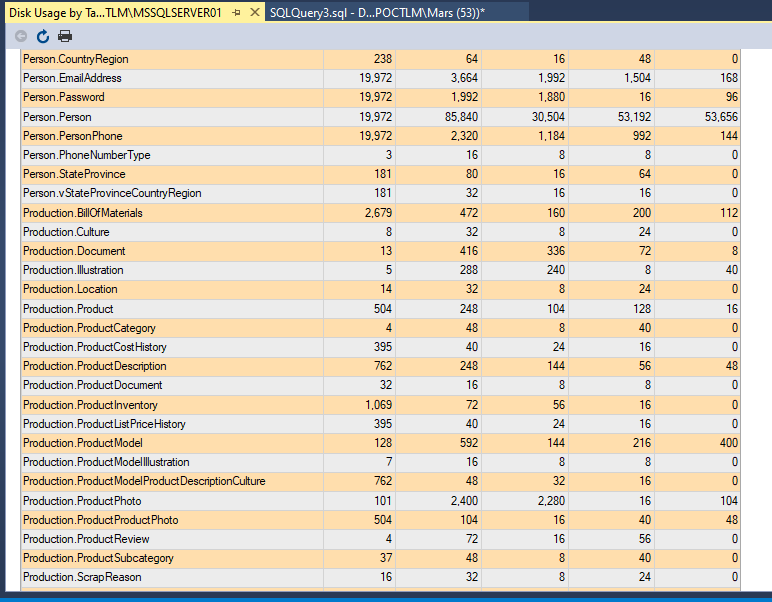 Disk Usage by Ta...TLM\MSSQLSERVER01 SQLQuery3.sql - D...POCTLM\Mars (53))*
Person.CountryRegion 238 64 16 48 0
Person.EmailAddress 19,972 3,664 1,992 1,504 168
Person.Password 19,972 1,992 1,880 16 96
Person.Person 19,972 85,840 30,504 53,192 53,656
Person.PersonPhone 19,972 2,320 1,184 992 144
Person.PhoneNumberType 3 16 8 8 0
Person.StateProvince 181 80 16 64 0
Person.vStateProvinceCountryRegion 181 32 16 16 0
Production.BillOfMaterials 2,679 472 160 200 112
Production.Culture 8 32 8 24 0
Production.Document 13 416 336 72 8
Production.Illustration 5 288 240 8 40
Production.Location 14 32 8 24 0
Production.Product 504 248 104 128 16
Production.ProductCategory 4 48 8 40 0
Production.ProductCostHistory 395 40 24 16 0
Production.ProductDescription 762 248 144 56 48
Production.ProductDocument 32 16 8 8 0
Production.ProductInventory 1,069 72 56 16 0
Production.ProductListPriceHistory 395 40 24 16 0
Production.ProductModel 128 592 144 216 400
Production.ProductModelIllustration 7 16 8 8 0
Production.ProductModelProductDescriptionCulture 762 48 32 16 0
Production.ProductPhoto 101 2,400 2,280 16 104
Production.ProductProductPhoto 504 104 16 40 48
Production.ProductReview 4 72 16 56 0
Production.ProductSubcategory 37 48 8 40 0
Production.ScrapReason 16 32 8 24 0